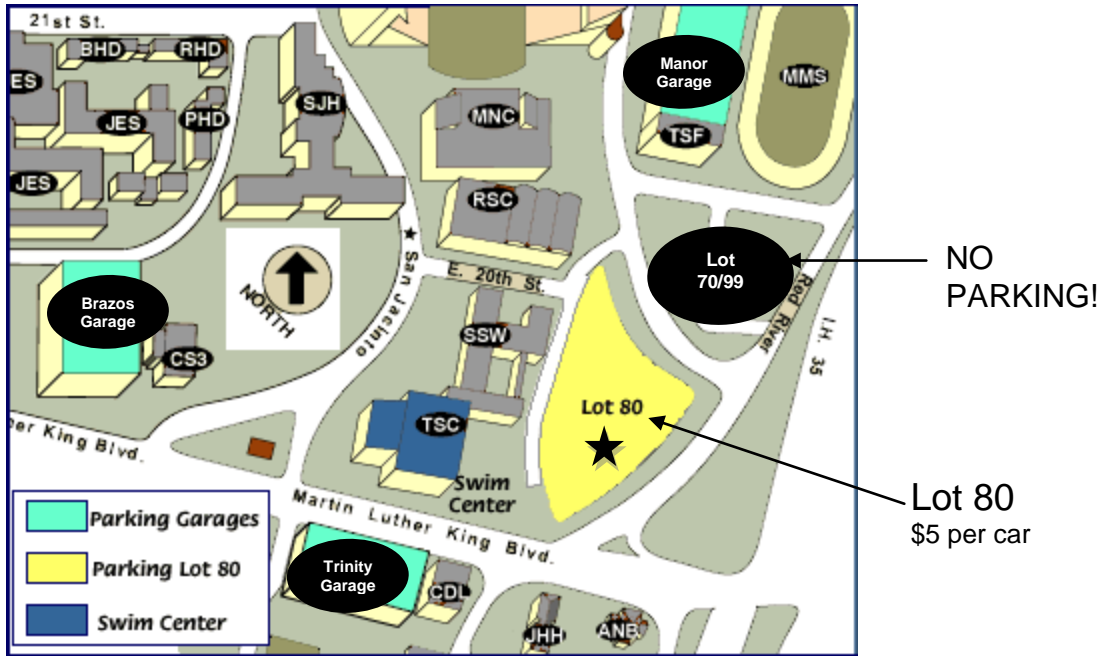 21st St.
BHD
RHD
ES
JES
PHD
JES
SJH
MNC
RSC
Manor
Garage
TSF
MMS
Lot
70/99
NO
PARKING!
Red River
I.H. 35
San Jacinto
E. 20th St.
NORTH
Brazos
Garage
CS3
SSW
TSC
Lot 80
Swim
Center
Lot 80
$5 per car
cer King Blvd.
Martin Luther King Blvd.
Parking Garages
Parking Lot 80
Swim Center
Trinity
Garage
CDL
JHH
ANB